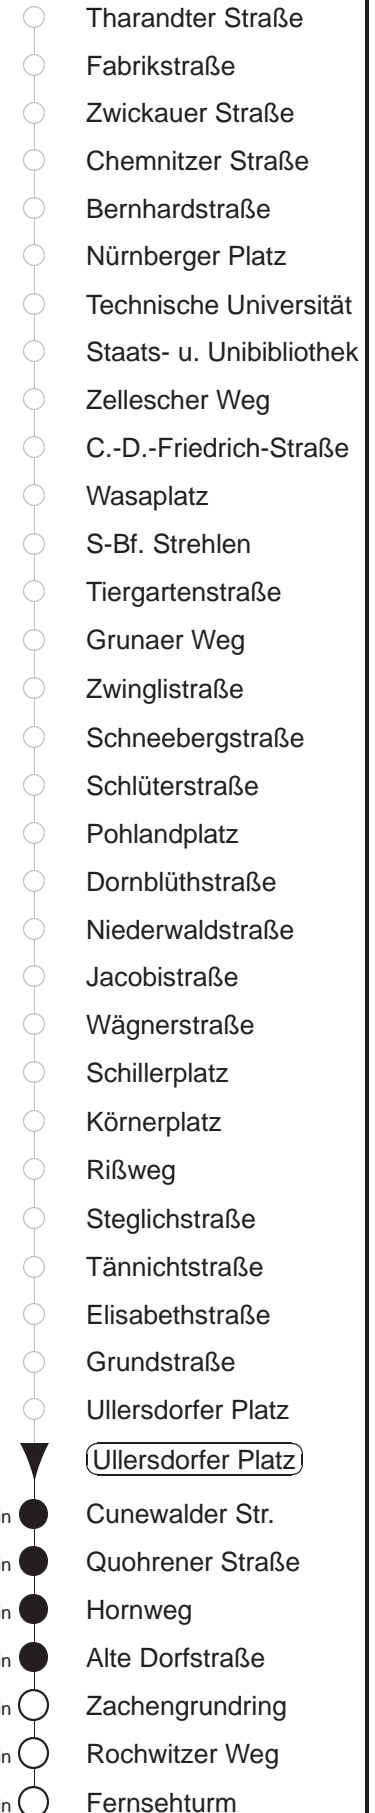 Tharandter Straße
Fabrikstraße
Zwickauer Straße
Chemnitzer Straße
Bernhardstraße
Nürnberger Platz
Technische Universität
Staats- u. Unibibliothek
Zellescher Weg
C.-D.-Friedrich-Straße
Wasaplatz
S-Bf. Strehlen
Tiergartenstraße
Grunaer Weg
Zwinglistraße
Schneebergstraße
Schlüterstraße
Pohlandplatz
Dornblüthstraße
Niederwaldstraße
Jacobistraße
Wägnerstraße
Schillerplatz
Körnerplatz
Rißweg
Steglichstraße
Tännichtstraße
Elisabethstraße
Grundstraße
Ullersdorfer Platz
Ullersdorfer Platz
Cunewalder Str.
Quohrener Straße
Hornweg
Alte Dorfstraße
Zachengrundring
Rochwitzer Weg
Fernsehturm